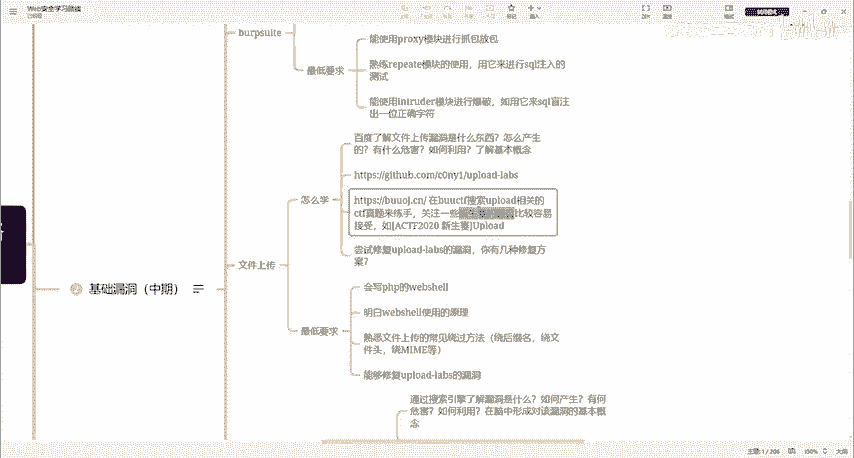 Web安全学习路线
burpsuite
最低要求
能使用proxy模块进行抓包放包
熟练repeate模块的使用，用它来进行sql注入的
测试
能使用intruder模块进行爆破，如用它来sql盲注
出一位正确字符
文件上传
怎么学
百度了解文件上传漏洞是什么东西？怎么产生
的？有什么危害？如何利用？了解基本概念
https://github.com/c0ny1/upload-labs
https://buuoj.cn/ 在buuctf搜索upload相关的
ctf真题来练手，关注一些
比较容易
接受，如[ACTF2020 新生赛]Upload
尝试修复upload-labs的漏洞，你有几种修复方
案？
基础漏洞（中期）
最低要求
会写php的webshell
明白webshell使用的原理
熟悉文件上传的常见绕过方法（绕后缀名，绕文
件头，绕MIME等）
能够修复upload-labs的漏洞
通过搜索引擎了解漏洞是什么？如何产生？有何
危害？如何利用？在脑中形成对该漏洞的基本概
念
主题: 1 / 206
150%
大纲